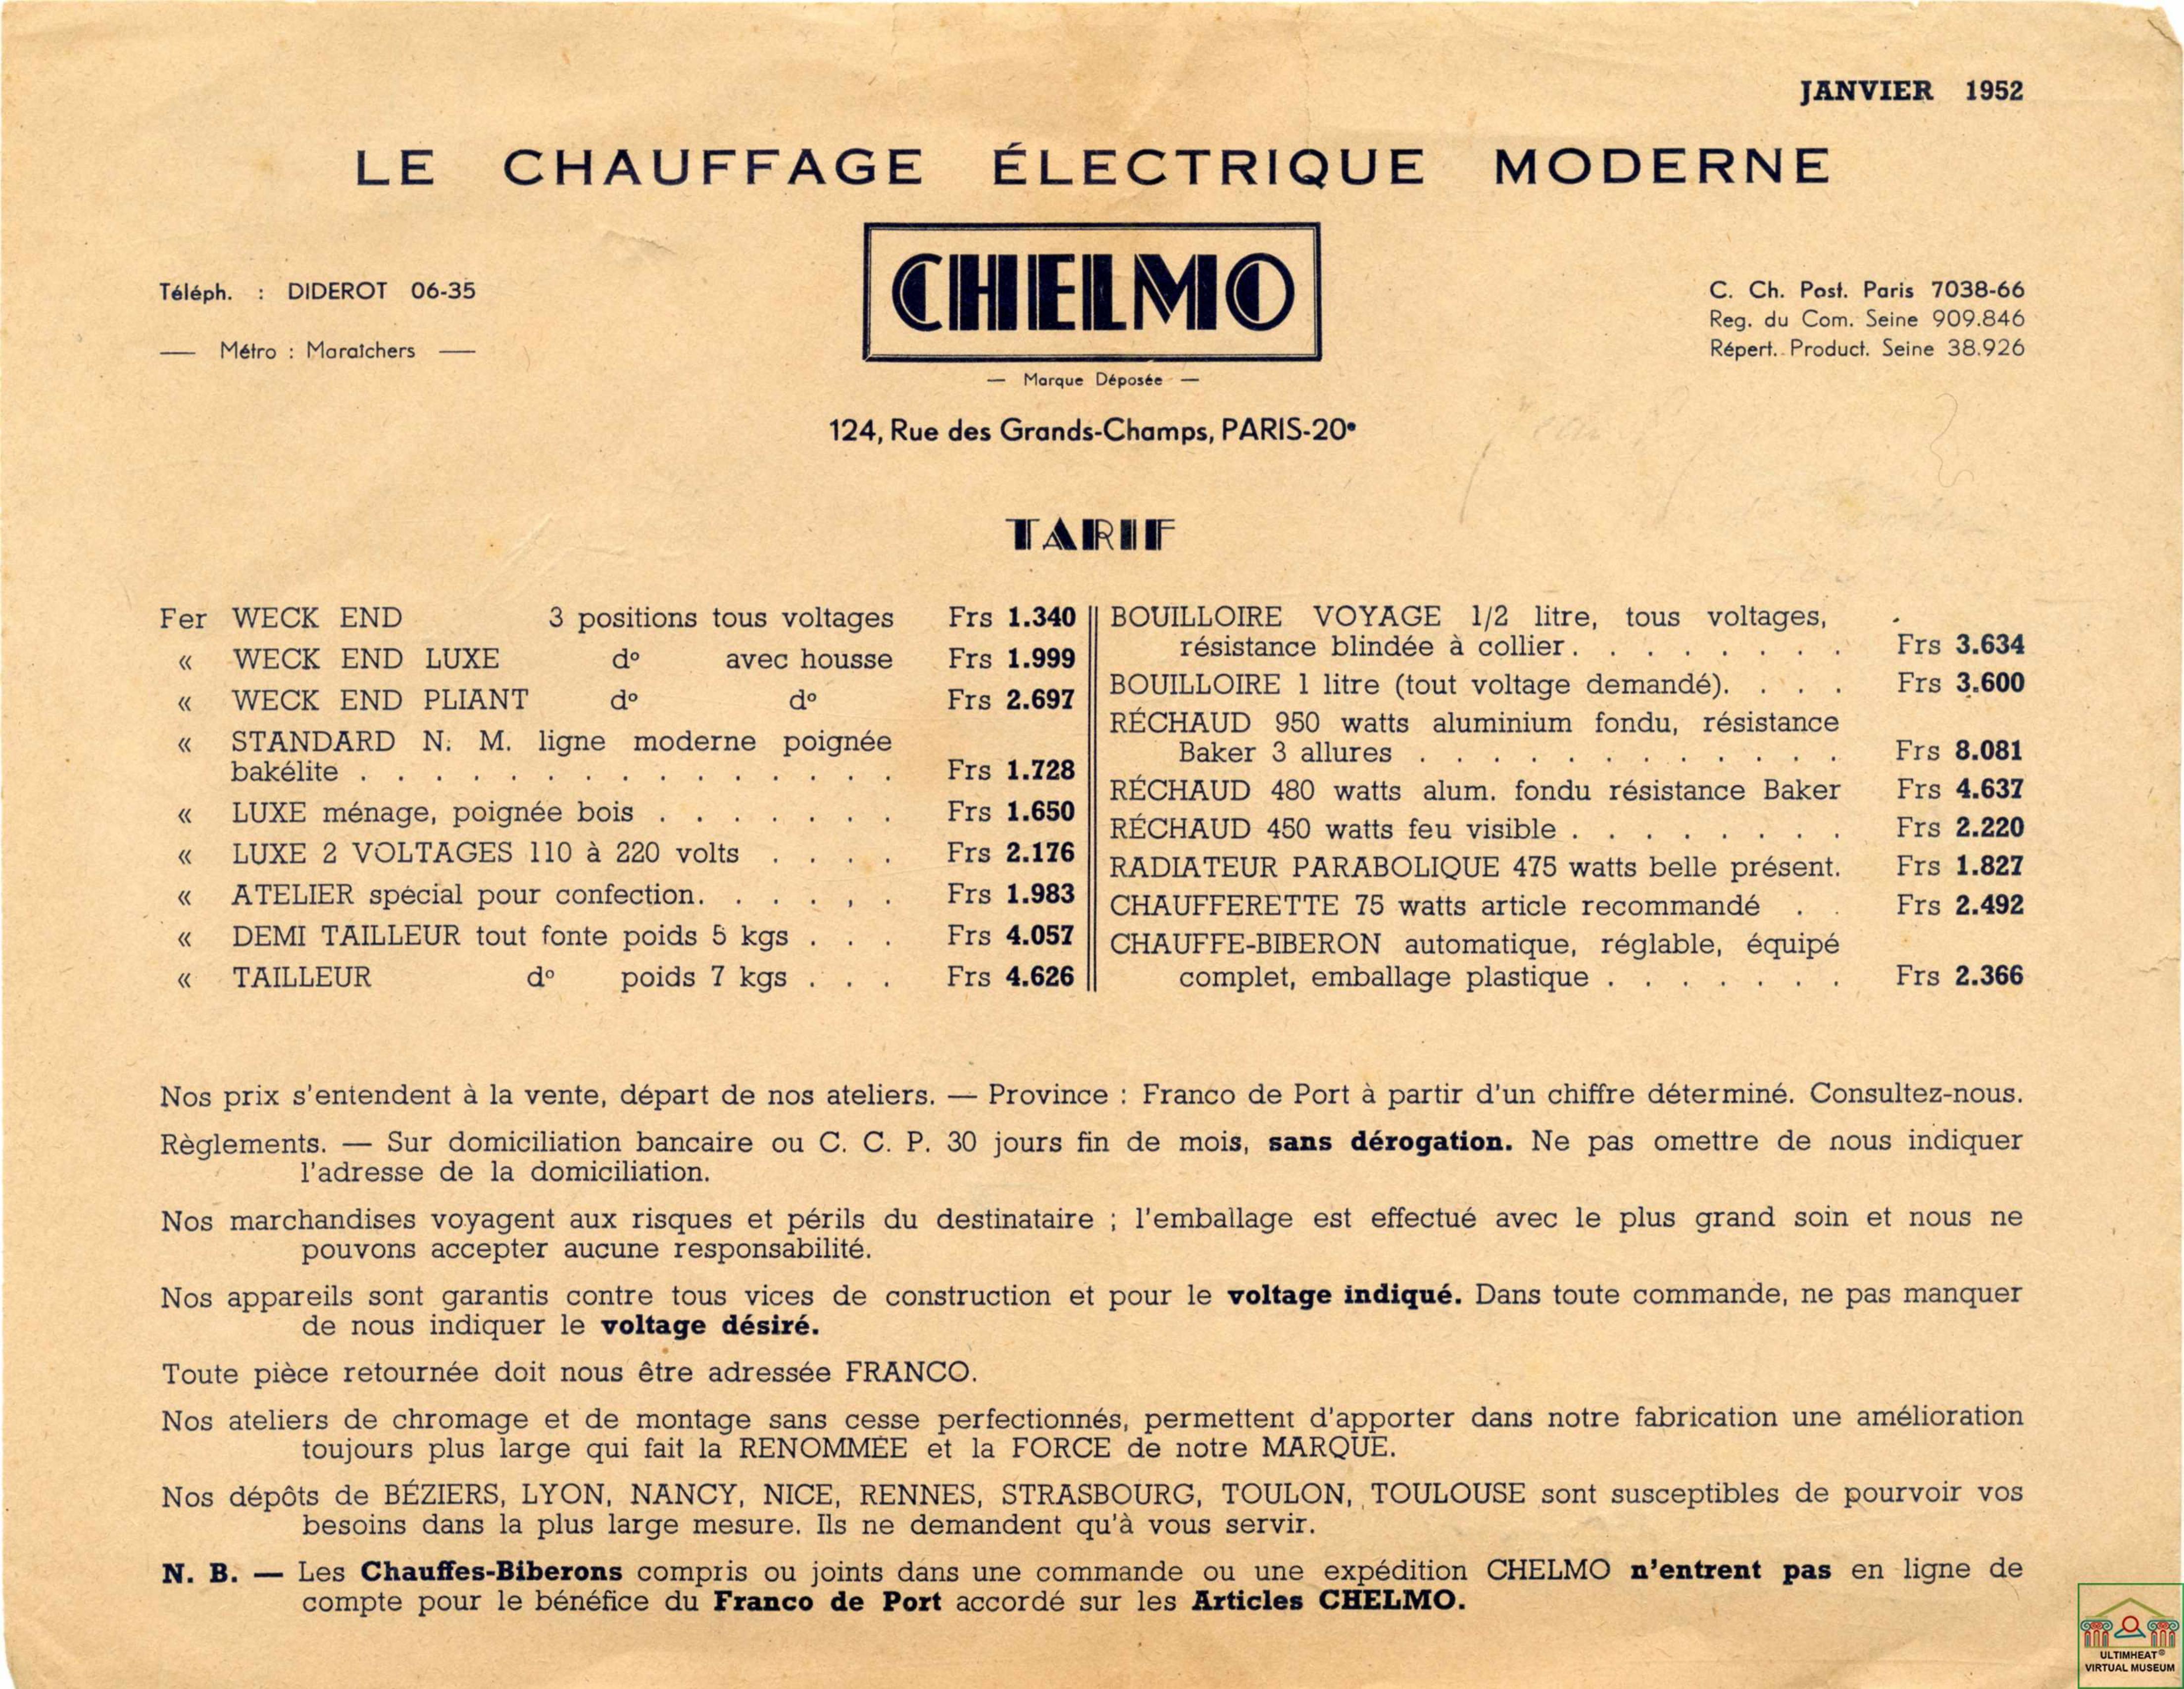 JANVIER 1952
LE CHAUFFAGE ÉLECTRIQUE MODERNE
CHELMO
Téléph. : DIDEROT 06-35
— Métro : Maraîchers —
C. Ch. Post. Paris 7038-66
Reg. du Com. Seine 909.846
Répert. Product. Seine 38.926
— Marque Déposée —
124, Rue des Grands-Champs, PARIS-20e
TARIF
Fer WECK END 3 positions tous voltages Frs 1.340
« WECK END LUXE do avec housse Frs 1.999
« WECK END PLIANT do do Frs 2.697
« STANDARD N. M. ligne moderne poignée
bakélite . . . . . . . . . . . . . . . Frs 1.728
« LUXE ménage, poignée bois . . . . . . . Frs 1.650
« LUXE 2 VOLTAGES 110 à 220 volts . . . . Frs 2.176
« ATELIER spécial pour confection. . . . . . Frs 1.983
« DEMI TAILLEUR tout fonte poids 5 kgs . . . Frs 4.057
« TAILLEUR do poids 7 kgs . . . Frs 4.626
BOUILLOIRE VOYAGE 1/2 litre, tous voltages,
résistance blindée à collier. . . . . . . . Frs 3.634
BOUILLOIRE 1 litre (tout voltage demandé). . . . Frs 3.600
RÉCHAUD 950 watts aluminium fondu, résistance
Baker 3 allures . . . . . . . . . . . . Frs 8.081
RÉCHAUD 480 watts alum. fondu résistance Baker Frs 4.637
RÉCHAUD 450 watts feu visible . . . . . . . . Frs 2.220
RADIATEUR PARABOLIQUE 475 watts belle présent. Frs 1.827
CHAUFFERETTE 75 watts article recommandé . . Frs 2.492
CHAUFFE-BIBERON automatique, réglable, équipé
complet, emballage plastique . . . . . . . Frs 2.366
Nos prix s'entendent à la vente, départ de nos ateliers. — Province : Franco de Port à partir d'un chiffre déterminé. Consultez-nous.
Règlements. — Sur domiciliation bancaire ou C. C. P. 30 jours fin de mois, sans dérogation. Ne pas omettre de nous indiquer
l'adresse de la domiciliation.
Nos marchandises voyagent aux risques et périls du destinataire ; l'emballage est effectué avec le plus grand soin et nous ne
pouvons accepter aucune responsabilité.
Nos appareils sont garantis contre tous vices de construction et pour le voltage indiqué. Dans toute commande, ne pas manquer
de nous indiquer le voltage désiré.
Toute pièce retournée doit nous être adressée FRANCO.
Nos ateliers de chromage et de montage sans cesse perfectionnés, permettent d'apporter dans notre fabrication une amélioration
toujours plus large qui fait la RENOMMÉE et la FORCE de notre MARQUE.
Nos dépôts de BÉZIERS, LYON, NANCY, NICE, RENNES, STRASBOURG, TOULON, TOULOUSE sont susceptibles de pourvoir vos
besoins dans la plus large mesure. Ils ne demandent qu'à vous servir.
N. B. — Les Chauffes-Biberons compris ou joints dans une commande ou une expédition CHELMO n'entrent pas en ligne de
compte pour le bénéfice du Franco de Port accordé sur les Articles CHELMO.
ULTIMHEAT®
VIRTUAL MUSEUM